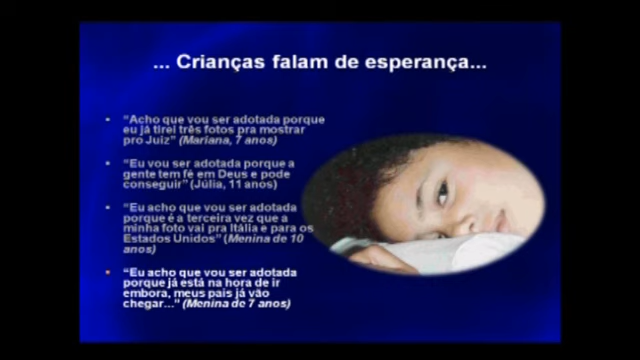 ... Crianças falam de esperança...
• “Acho que vou ser adotada porque
eu já tirei três fotos pra mostrar
pro Juiz” (Mariana, 7 anos)
• “Eu vou ser adotada porque a
gente tem fé em Deus e pode
conseguir” (Júlia, 11 anos)
• “Eu acho que vou ser adotada
porque é a terceira vez que a
minha foto vai pra Itália e para os
Estados Unidos” (Menina de 10
anos)
• “Eu acho que vou ser adotada
porque já está na hora de ir
embora, meus pais já vão
chegar...” (Menina de 7 anos)